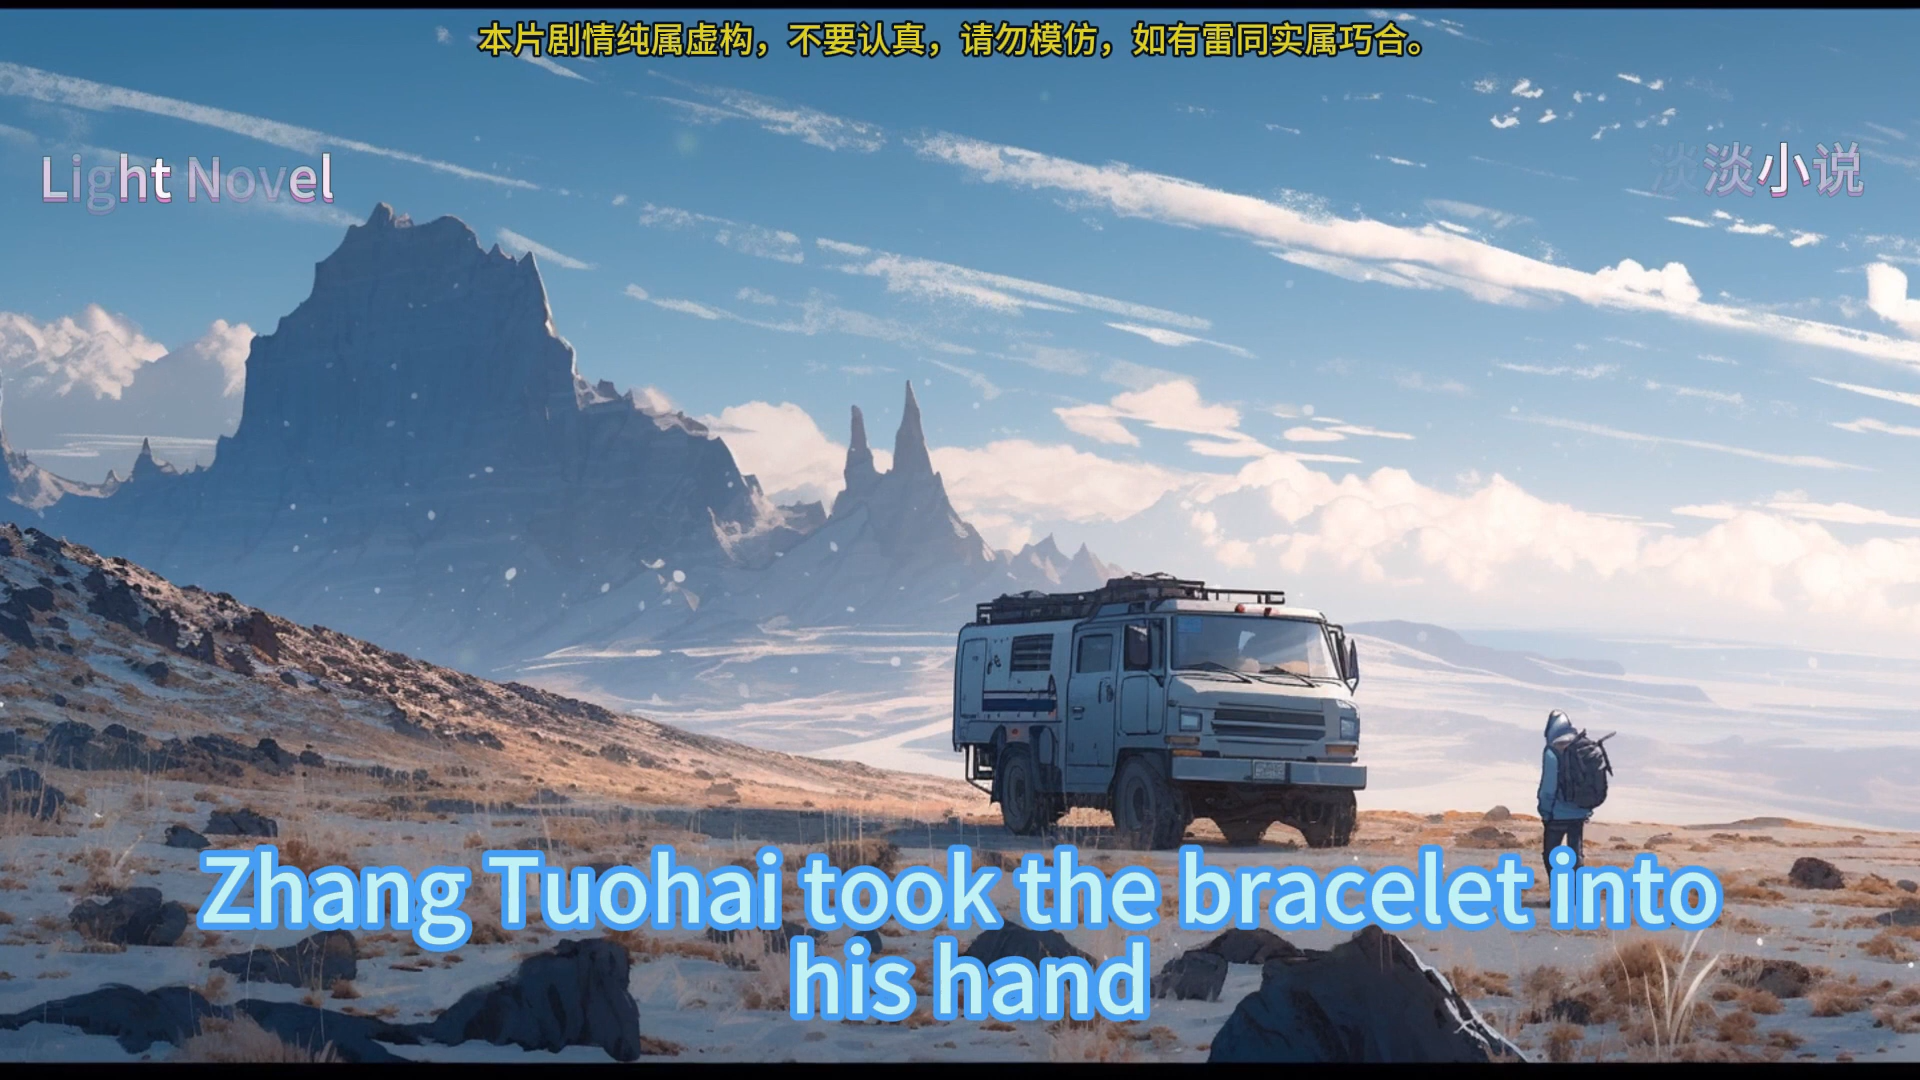 本片剧情纯属虚构，不要认真，请勿模仿，如有雷同实属巧合。
Light Novel
淡淡小说
Zhang Tuohai took the bracelet into
his hand